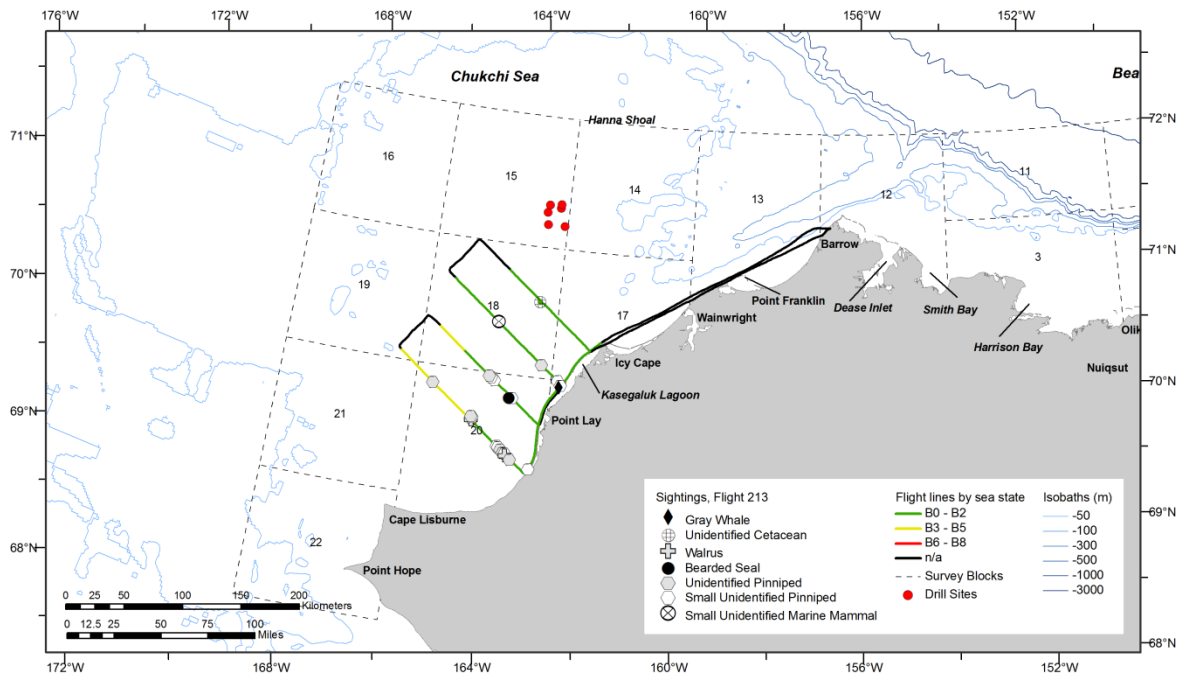 176°W 168°W 164°W 160°W 156°W 152°W
Chukchi Sea
Bea
71°N
72°N
Hanna Shoal
16
15
14
13
12
11
Barrow
71°N
3
70°N
Point Franklin
Dease Inlet
Smith Bay
19
18
17
Wainwright
Harrison Bay
Olik
Icy Cape
Nuiqsut
70°N
Kasegaluk Lagoon
69°N
21
Point Lay
20
Sightings, Flight 213
Gray Whale
Unidentified Cetacean
Walrus
Bearded Seal
Unidentified Pinniped
Small Unidentified Pinniped
Small Unidentified Marine Mammal
Flight lines by sea state
B0 - B2
B3 - B5
B6 - B8
n/a
Survey Blocks
Drill Sites
Isobaths (m)
-50
-100
-300
-500
-1000
-3000
Cape Lisburne
69°N
68°N
22
Point Hope
0 25 50 100 150 200
Kilometers
0 12.5 25 50 75 100
Miles
68°N
172°W 168°W 164°W 160°W 156°W 152°W